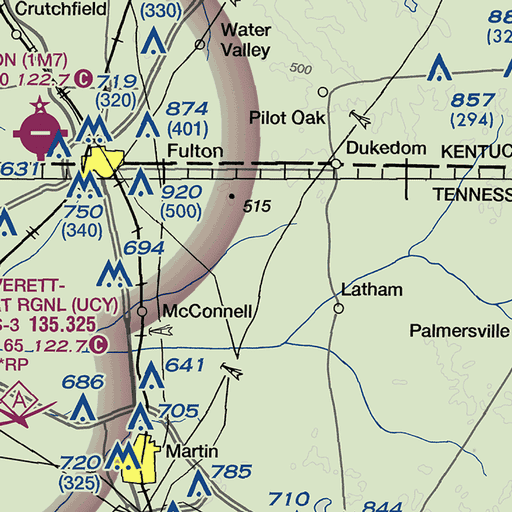 Crutchfield
(330)
Water
Valley
88
(32
ON (1M7)
0 122.7 C
719
(320)
500
874
(401)
Pilot Oak
857
(294)
Fulton
Dukedom
KENTUC
631
TENNESS
920
(500)
515
750
(340)
694
VERETT-
AT RGNL (UCY)
S-3 135.325
65 122.7 C
*RP
McConnell
Latham
Palmersville
641
686
705
Martin
720
(325)
785
710
844
A